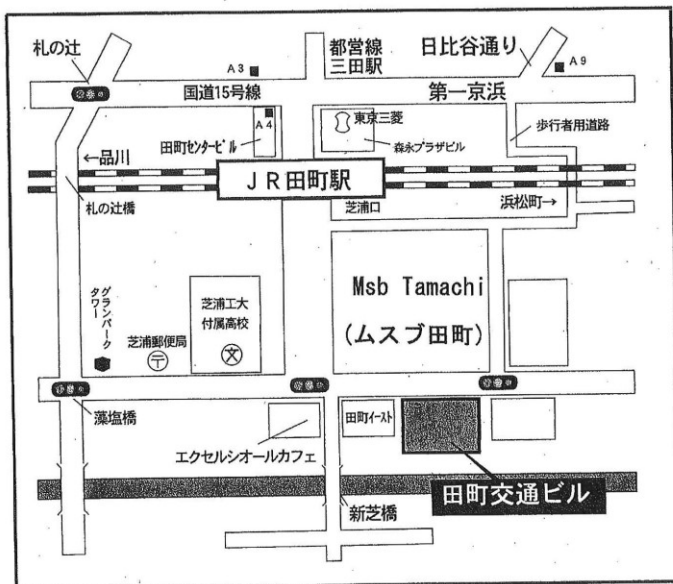 札の辻
都営線
三田駅
日比谷通り
A3
A9
国道15号線
第一京浜
A4
東京三菱
歩行者用道路
田町センタービル
森永プラザビル
←品川
JR田町駅
札の辻橋
芝浦口
浜松町→
Msb Tamachi
(ムスブ田町)
グランパーク
タワー
芝浦工大
付属高校
芝浦郵便局
〒
文
藻塩橋
田町イースト
エクセルシオールカフェ
田町交通ビル
新芝橋